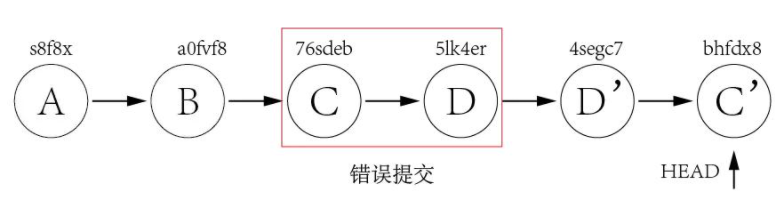 s8f8x a0fvf8 76sdeb 5lk4er 4segc7 bhfdx8
A B C D D’ C’
错误提交 HEAD